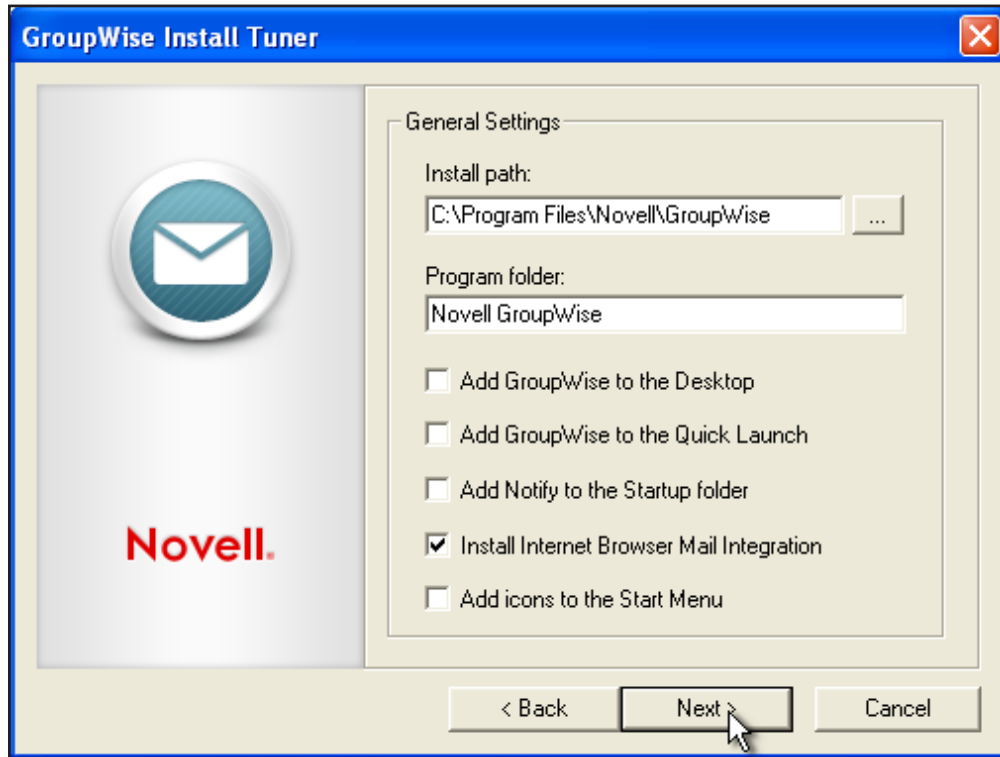 GroupWise Install Tuner
General Settings
Install path:
C:\Program Files\Novell\GroupWise
...
Program folder:
Novell GroupWise
Add GroupWise to the Desktop
Add GroupWise to the Quick Launch
Add Notify to the Startup folder
Install Internet Browser Mail Integration
Add icons to the Start Menu
Novell®
< Back
Next >
Cancel